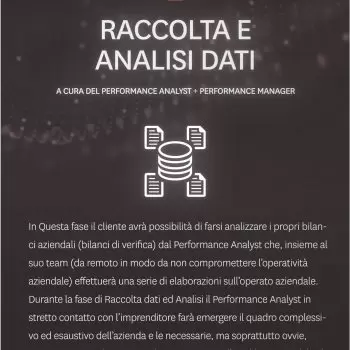 RACCOLTA E
ANALISI DATI
A CURA DEL PERFORMANCE ANALYST + PERFORMANCE MANAGER
In Questa fase il cliente avrà possibilità di farsi analizzare i propri bilan-
ci aziendali (bilanci di verifica) dal Performance Analyst che, insieme al
suo team (da remoto in modo da non compromettere l'operatività
aziendale) effettuerà una serie di elaborazioni sull'operato aziendale.
Durante la fase di Raccolta dati ed Analisi il Performance Analyst in
stretto contatto con l'imprenditore farà emergere il quadro complessi-
vo ed esaustivo dell'azienda e le necessarie, ma soprattutto ovvie,